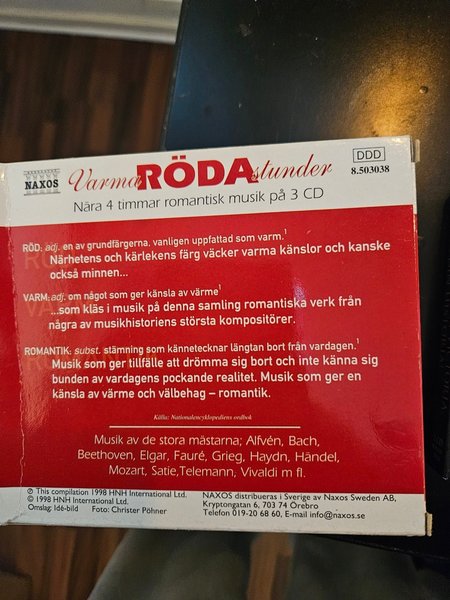 NAXOS
Varma RÖDA stunder
DDD
8.503038
Nära 4 timmar romantisk musik på 3 CD
RÖD: adj. en av grundfärgerna, vanligen uppfattad som varm.¹
Närhetens och kärlekens färg väcker varma känslor och kanske
också minnen...
VARM: adj. om något som ger känsla av värme¹
...som kläs i musik på denna samling romantiska verk från
några av musikhistoriens största kompositörer.
ROMANTIK: subst. stämning som kännetecknar längtan bort från vardagen.¹
Musik som ger tillfälle att drömma sig bort och inte känna sig
bunden av vardagens pockande realitet. Musik som ger en
känsla av värme och välbehag – romantik.
Källa: Nationalencyklopediens ordbok
Musik av de stora mästarna; Alfvén, Bach,
Beethoven, Elgar, Fauré, Grieg, Haydn, Händel,
Mozart, Satie,Telemann, Vivaldi m fl.
℗ This compilation 1998 HNH International Ltd.
© 1998 HNH International Ltd.
Omslag: Idé-bild Foto: Christer Pöhner
NAXOS distribueras i Sverige av Naxos Sweden AB,
Kryptongatan 6, 703 74 Örebro
Telefon 019-20 68 60, E-mail info@naxos.se